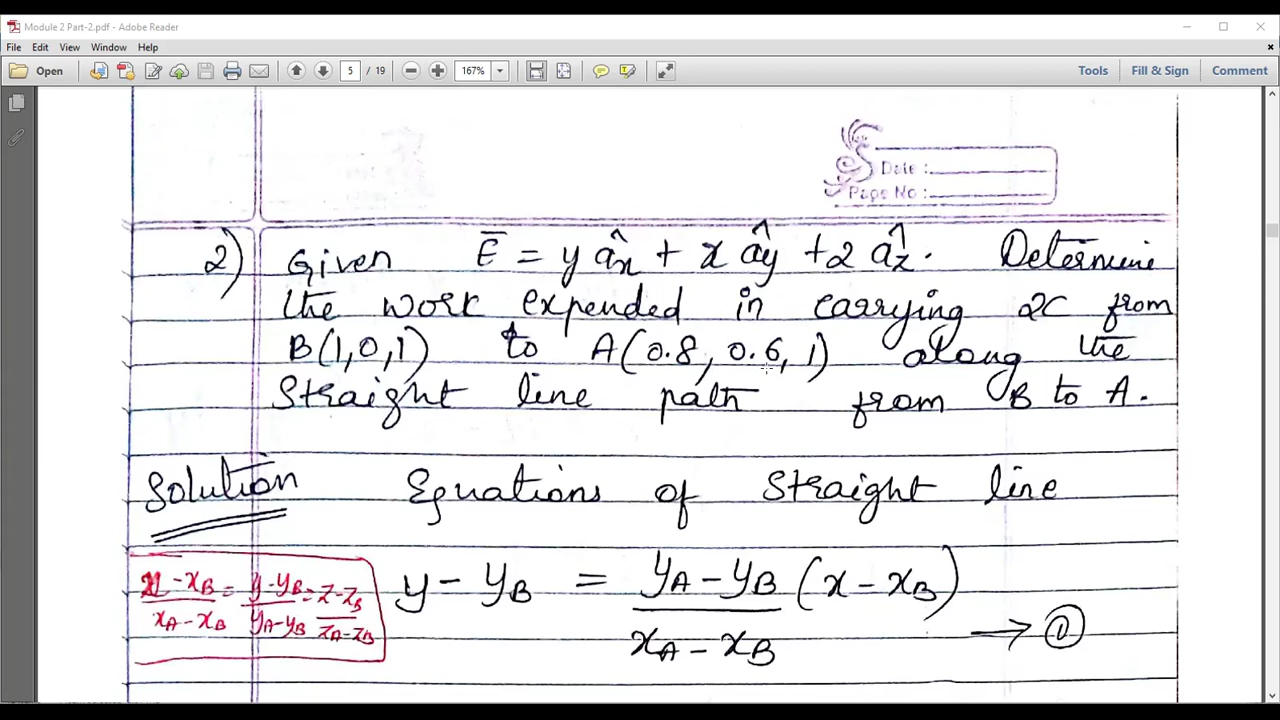 Module 2 Part-2.pdf - Adobe Reader
File Edit View Window Help
Open 5 / 19 167% Tools Fill & Sign Comment
Date :
Page No :
2) Given E̅ = y âx + x ây + 2 âz. Determine
the work expended in carrying 2C from
B(1,0,1) to A(0.8, 0.6, 1) along the
Straight line path from B to A.
Solution Equations of Straight line
x - xB / xA - xB = y - yB / yA - yB = z - zB / zA - zB
y - yB = yA - yB / xA - xB (x - xB) → ①